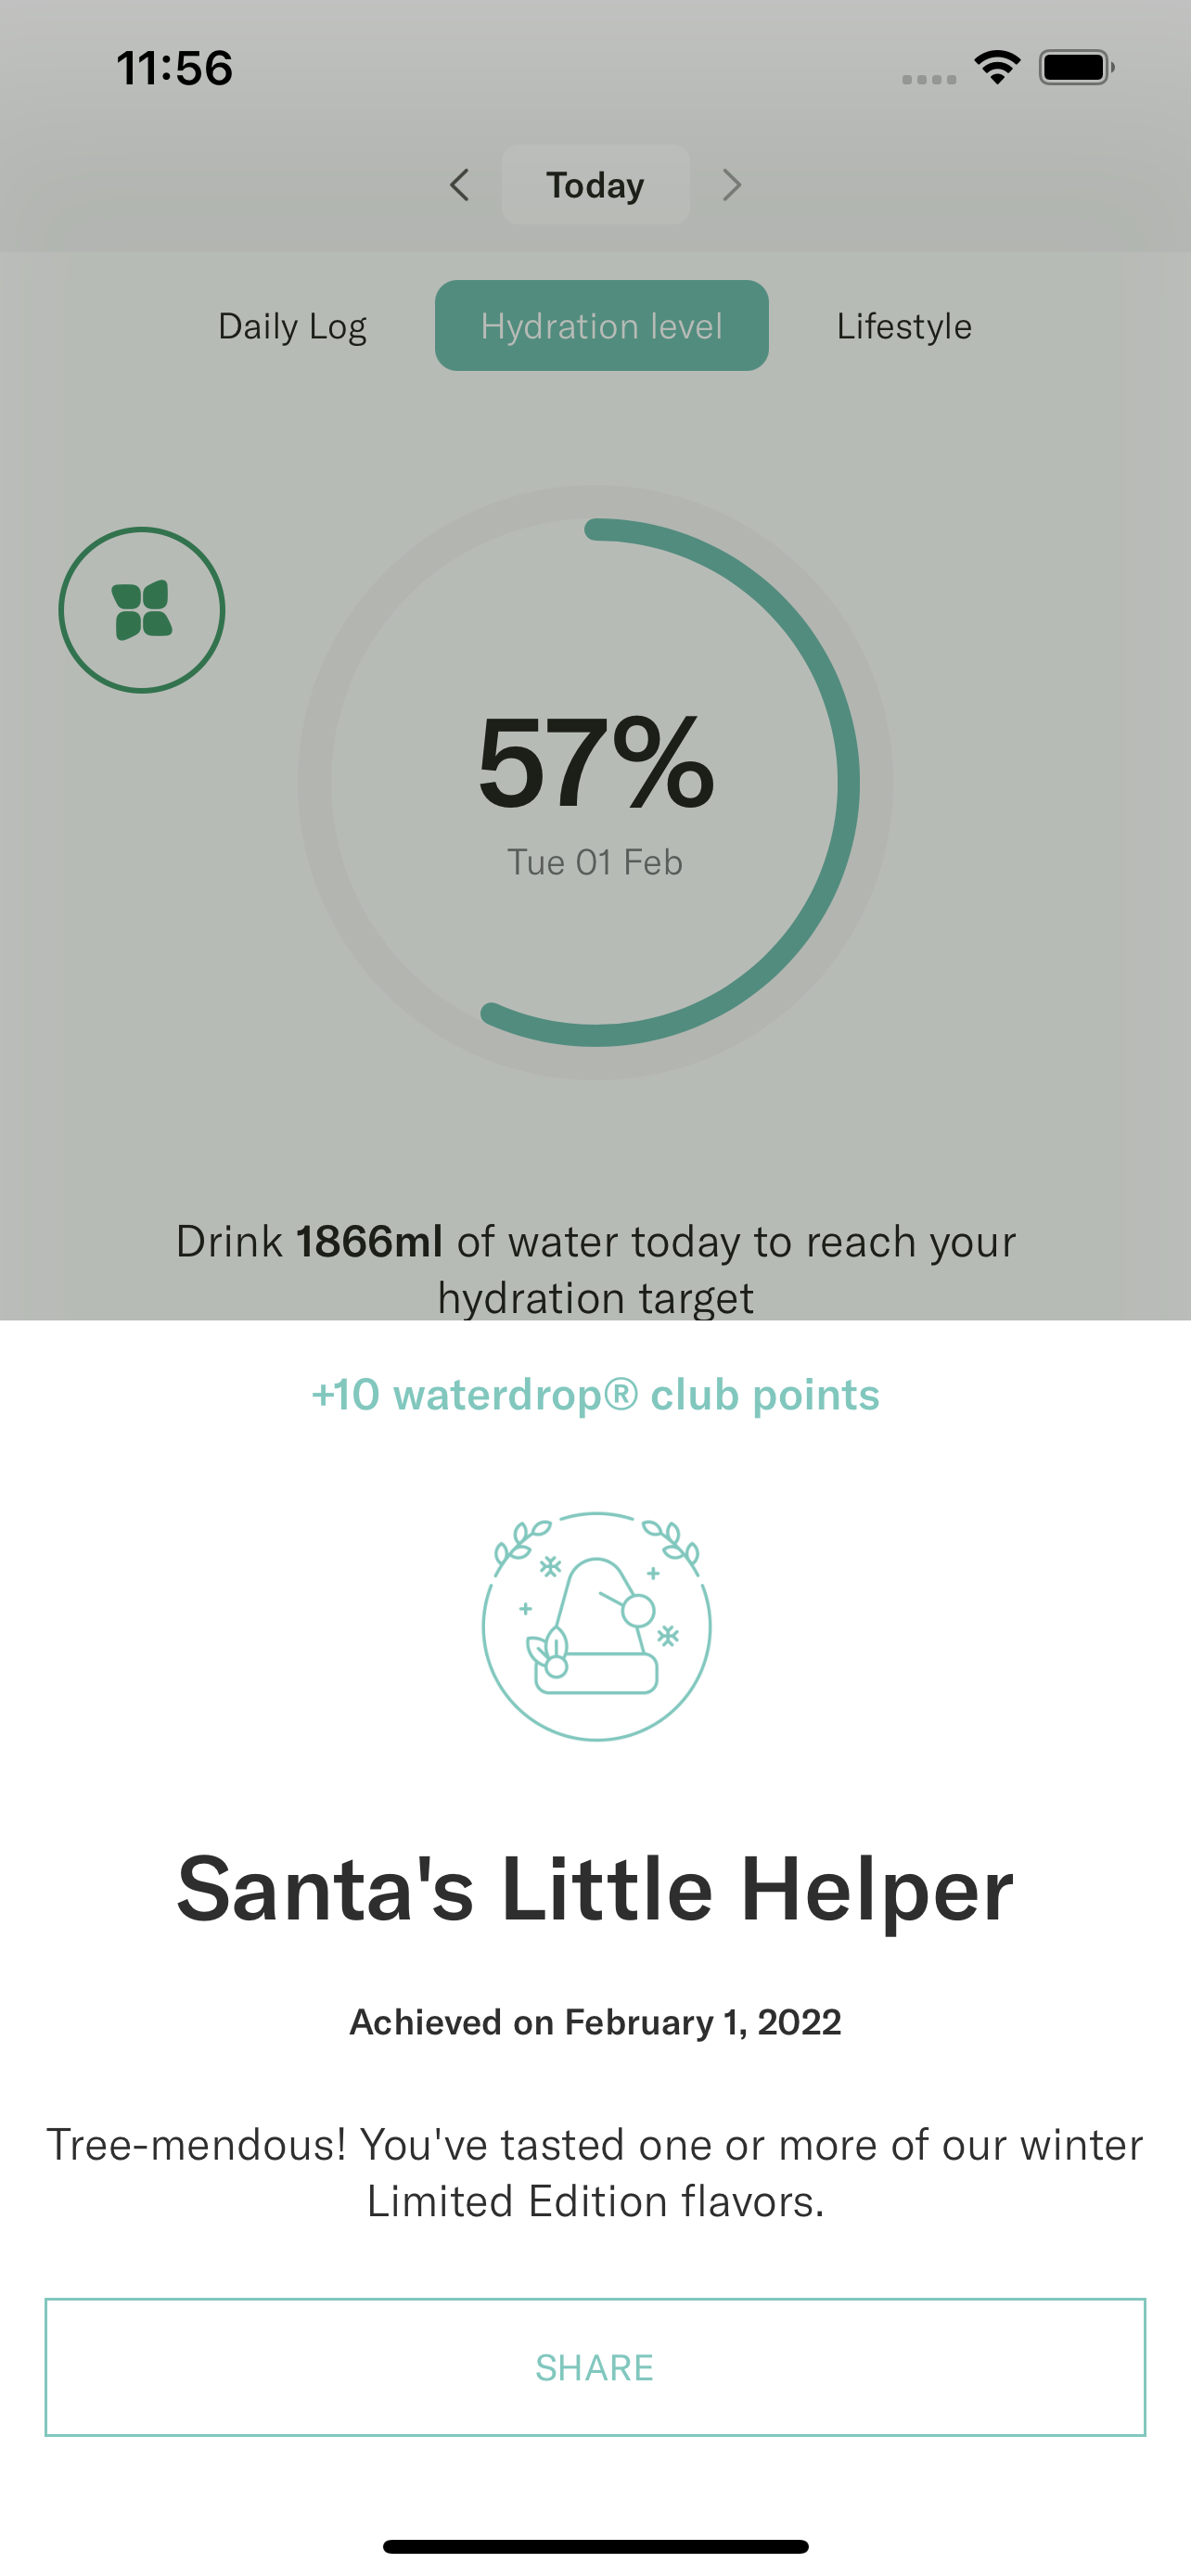 11:56
Today
Daily Log
Hydration level
Lifestyle
57%
Tue 01 Feb
Drink 1866ml of water today to reach your
hydration target
+10 waterdrop® club points
Santa's Little Helper
Achieved on February 1, 2022
Tree-mendous! You've tasted one or more of our winter
Limited Edition flavors.
SHARE